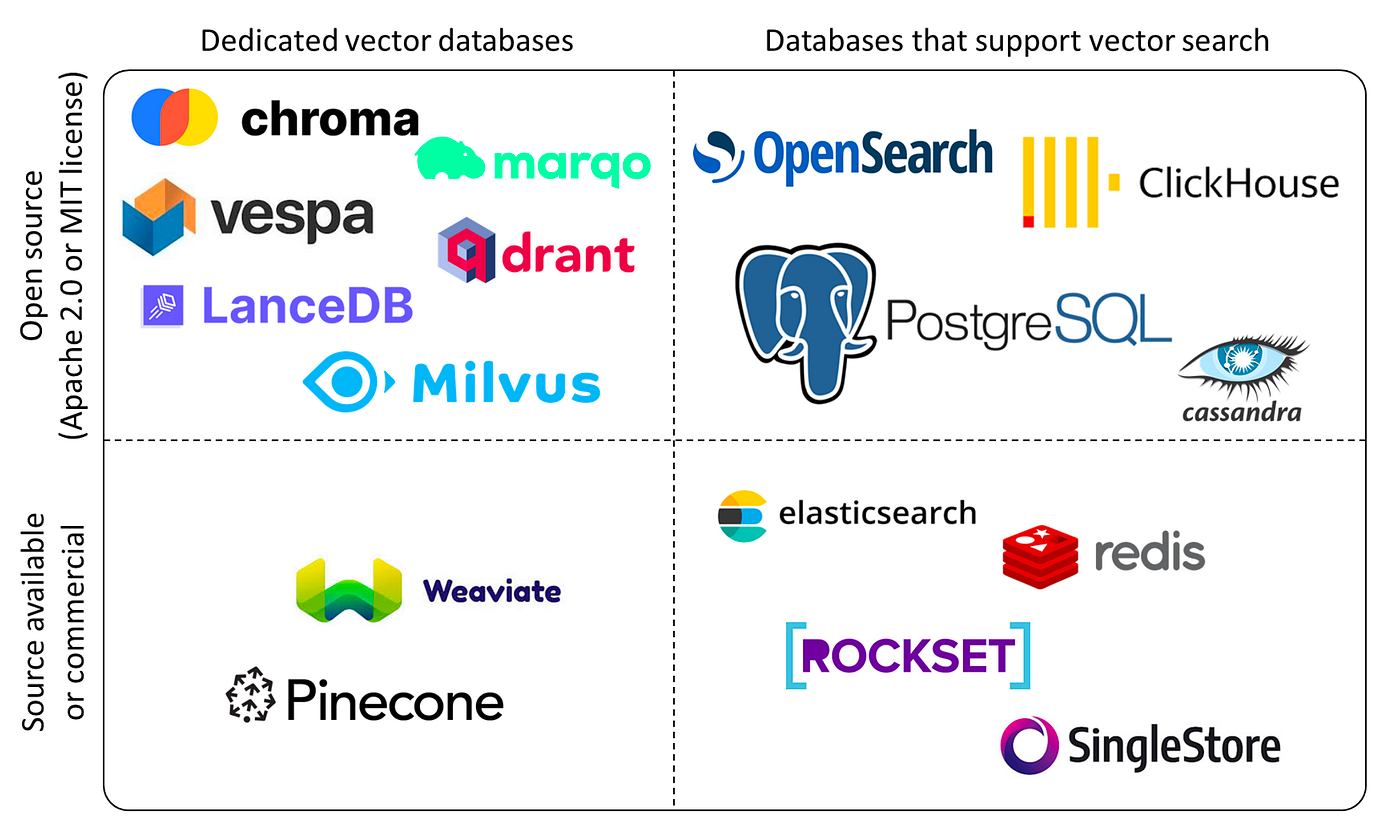 Dedicated vector databases
Databases that support vector search
Open source
(Apache 2.0 or MIT license)
chroma
marqo
vespa
qdrant
LanceDB
Milvus
OpenSearch
ClickHouse
PostgreSQL
cassandra
Source available
or commercial
Weaviate
Pinecone
elasticsearch
redis
ROCKSET
SingleStore